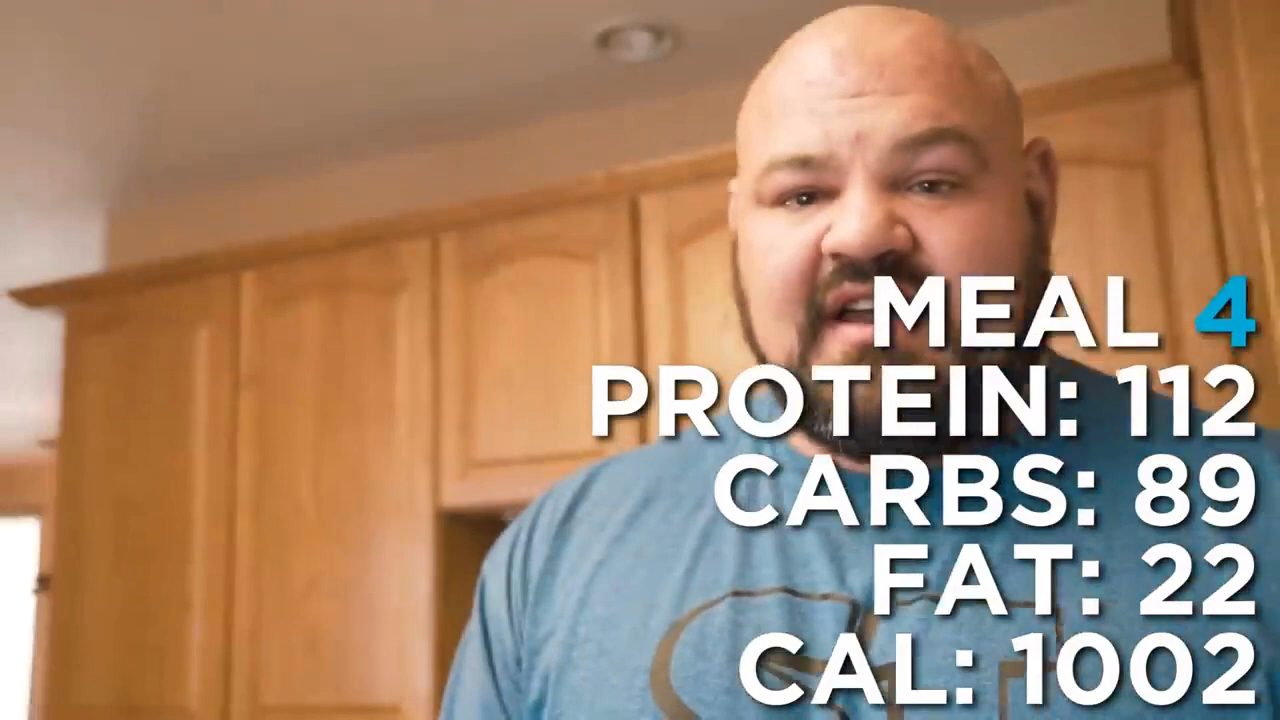 MEAL 4
PROTEIN: 112
CARBS: 89
FAT: 22
CAL: 1002